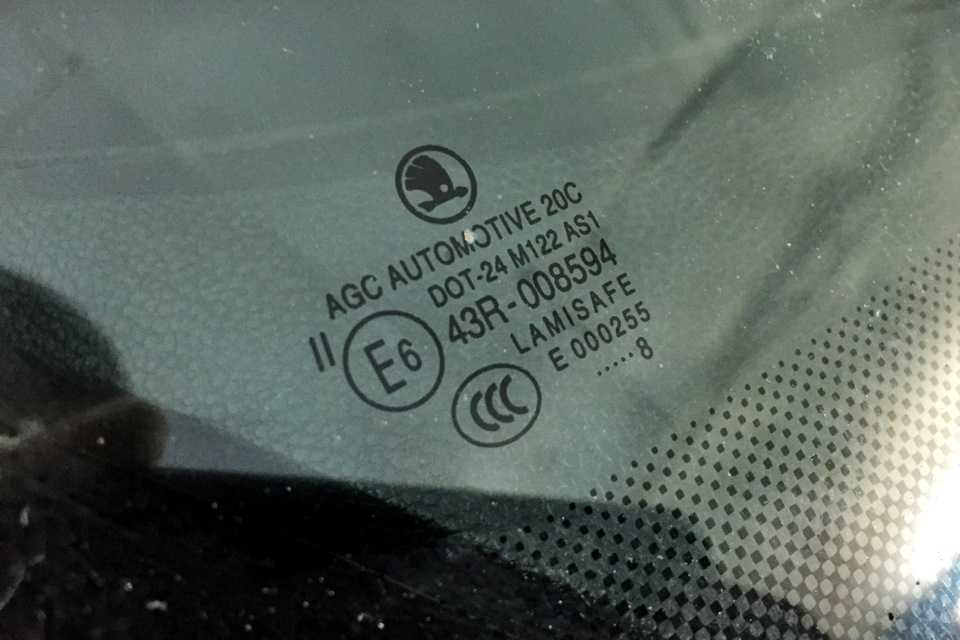 AGC AUTOMOTIVE 20C
DOT-24 M122 AS1
II E6 43R-008594
LAMISAFE
E 000255
CCC .....8